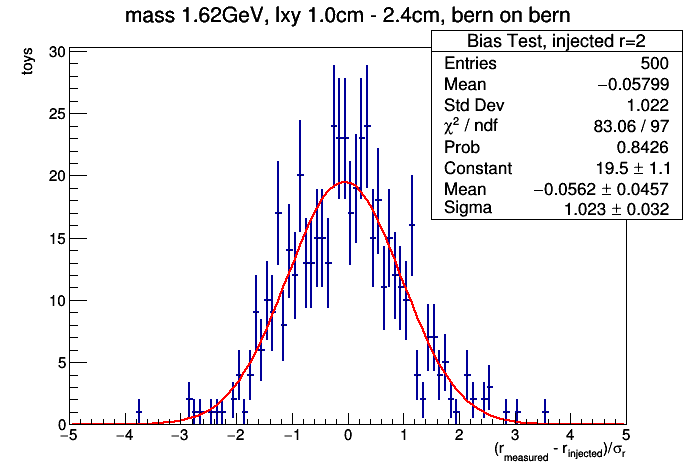 mass 1.62GeV, lxy 1.0cm - 2.4cm, bern on bern
Bias Test, injected r=2
Entries 500
Mean −0.05799
Std Dev 1.022
χ² / ndf 83.06 / 97
Prob 0.8426
Constant 19.5 ± 1.1
Mean −0.0562 ± 0.0457
Sigma 1.023 ± 0.032
toys
30
25
20
15
10
5
0
−5 −4 −3 −2 −1 0 1 2 3 4 5
(r_measured - r_injected)/σ_r